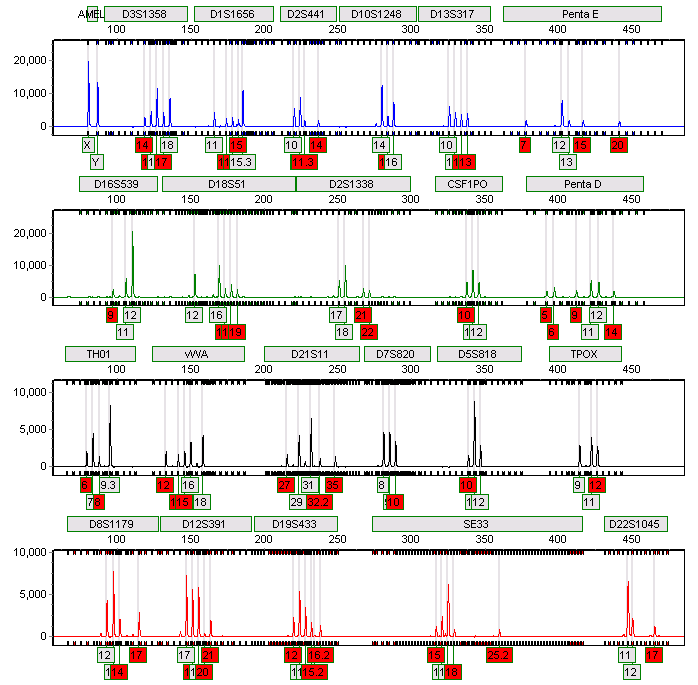 AMEL D3S1358 D1S1656 D2S441 D10S1248 D13S317 Penta E
100 150 200 250 300 350 400 450
20,000
10,000
0
X 14 18 11 15 10 14 14 10 7 12 15 20
Y 17 15.3 11.3 16 13 13
D16S539 D18S51 D2S1338 CSF1PO Penta D
100 150 200 250 300 350 400 450
20,000
10,000
0
9 12 12 16 17 21 10 5 9 12
11 19 18 22 12 6 11 14
TH01 vWA D21S11 D7S820 D5S818 TPOX
100 150 200 250 300 350 400 450
10,000
5,000
0
6 9.3 12 16 27 31 35 8 10 9 12
7 8 15 18 29 32.2 10 12 11
D8S1179 D12S391 D19S433 SE33 D22S1045
100 150 200 250 300 350 400 450
10,000
5,000
0
12 17 17 21 12 16.2 15 25.2 11 17
14 20 15.2 18 12